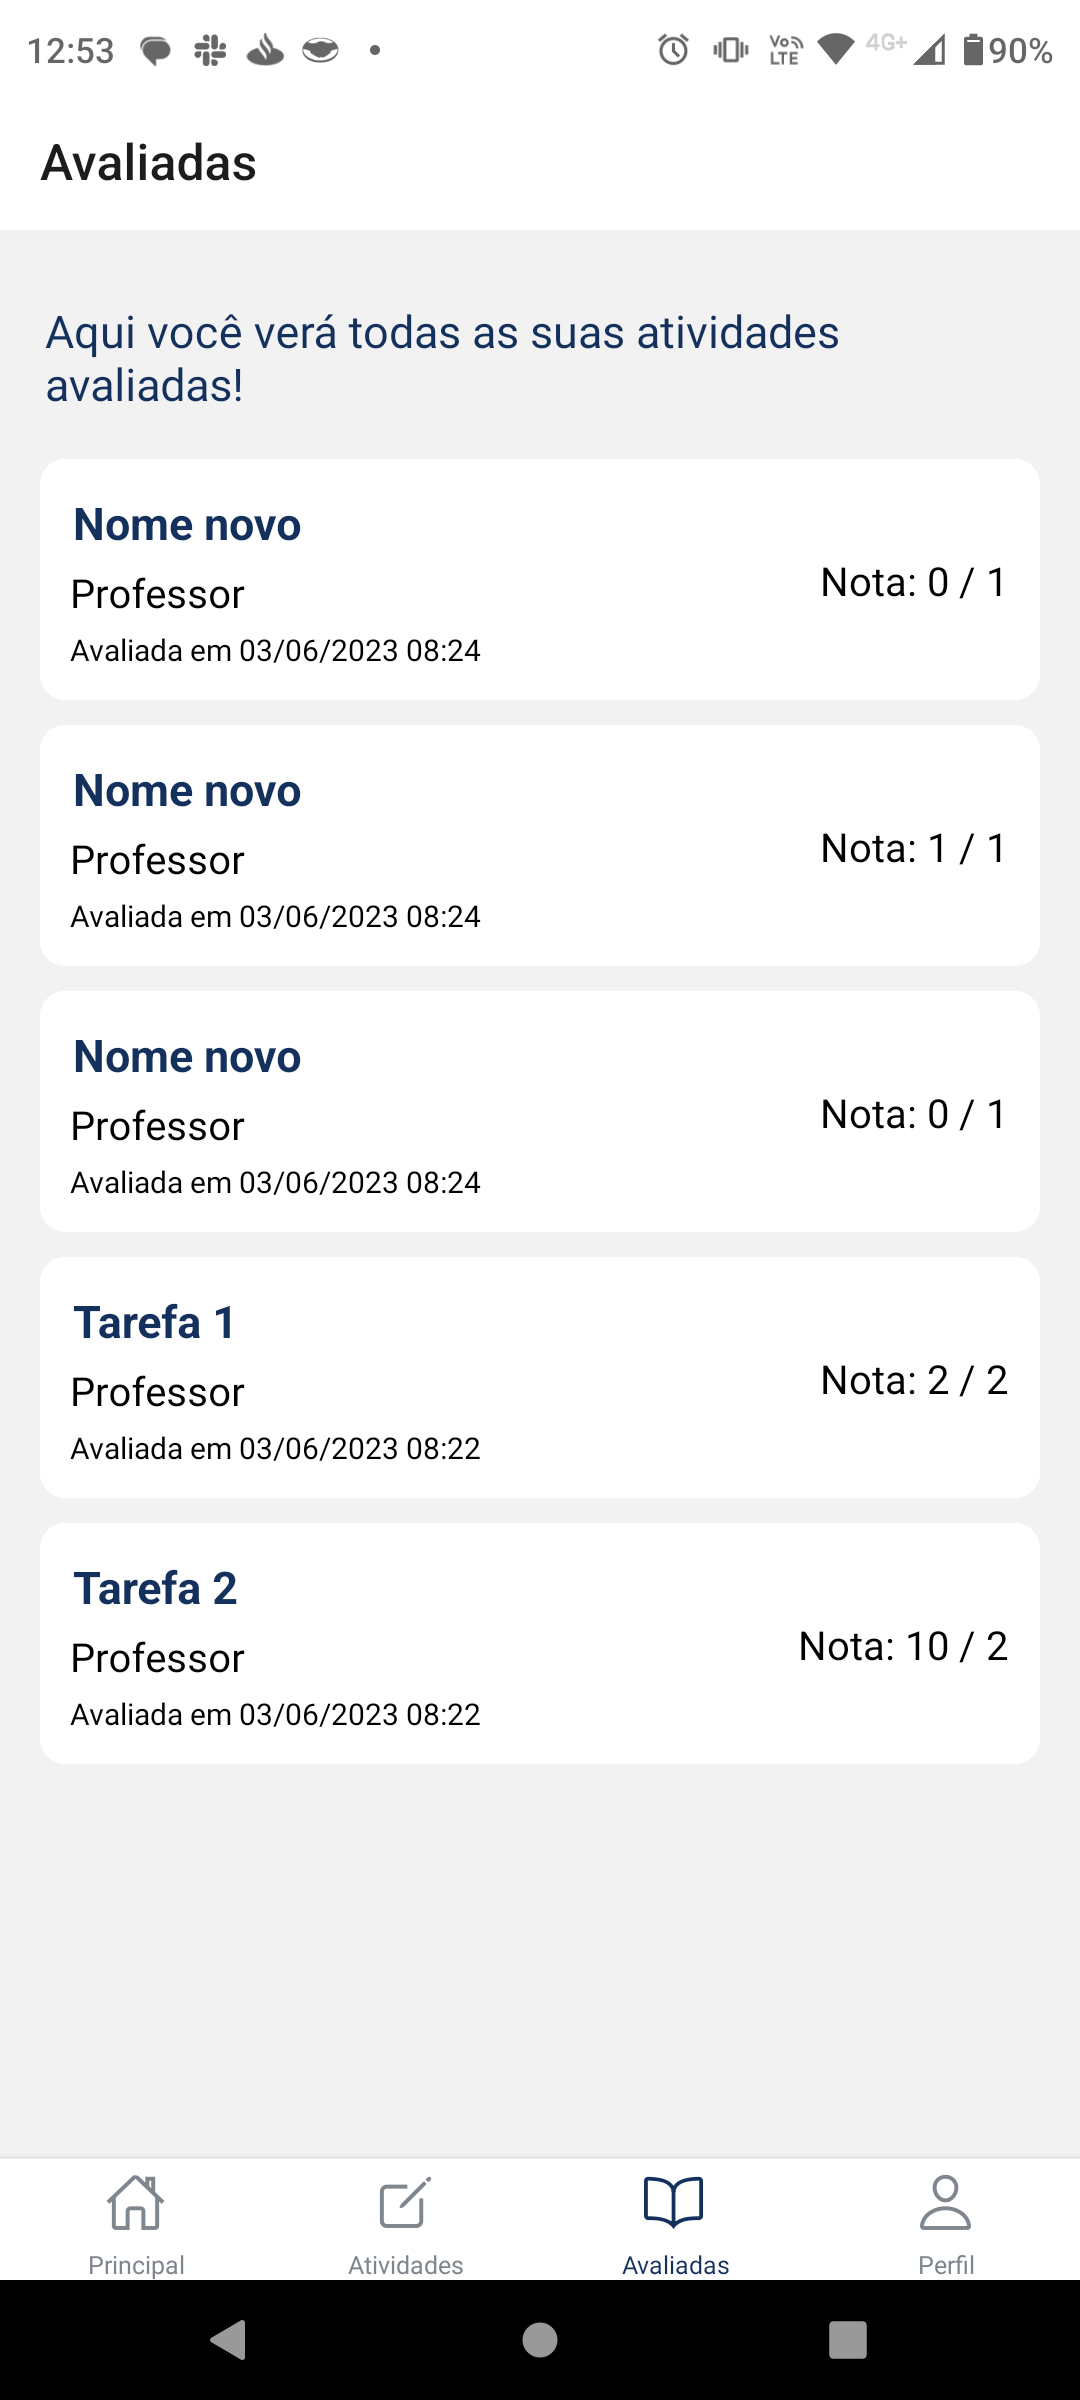 12:53
Vo LTE 4G+ 90%
Avaliadas
Aqui você verá todas as suas atividades
avaliadas!
Nome novo
Professor
Nota: 0 / 1
Avaliada em 03/06/2023 08:24
Nome novo
Professor
Nota: 1 / 1
Avaliada em 03/06/2023 08:24
Nome novo
Professor
Nota: 0 / 1
Avaliada em 03/06/2023 08:24
Tarefa 1
Professor
Nota: 2 / 2
Avaliada em 03/06/2023 08:22
Tarefa 2
Professor
Nota: 10 / 2
Avaliada em 03/06/2023 08:22
Principal
Atividades
Avaliadas
Perfil